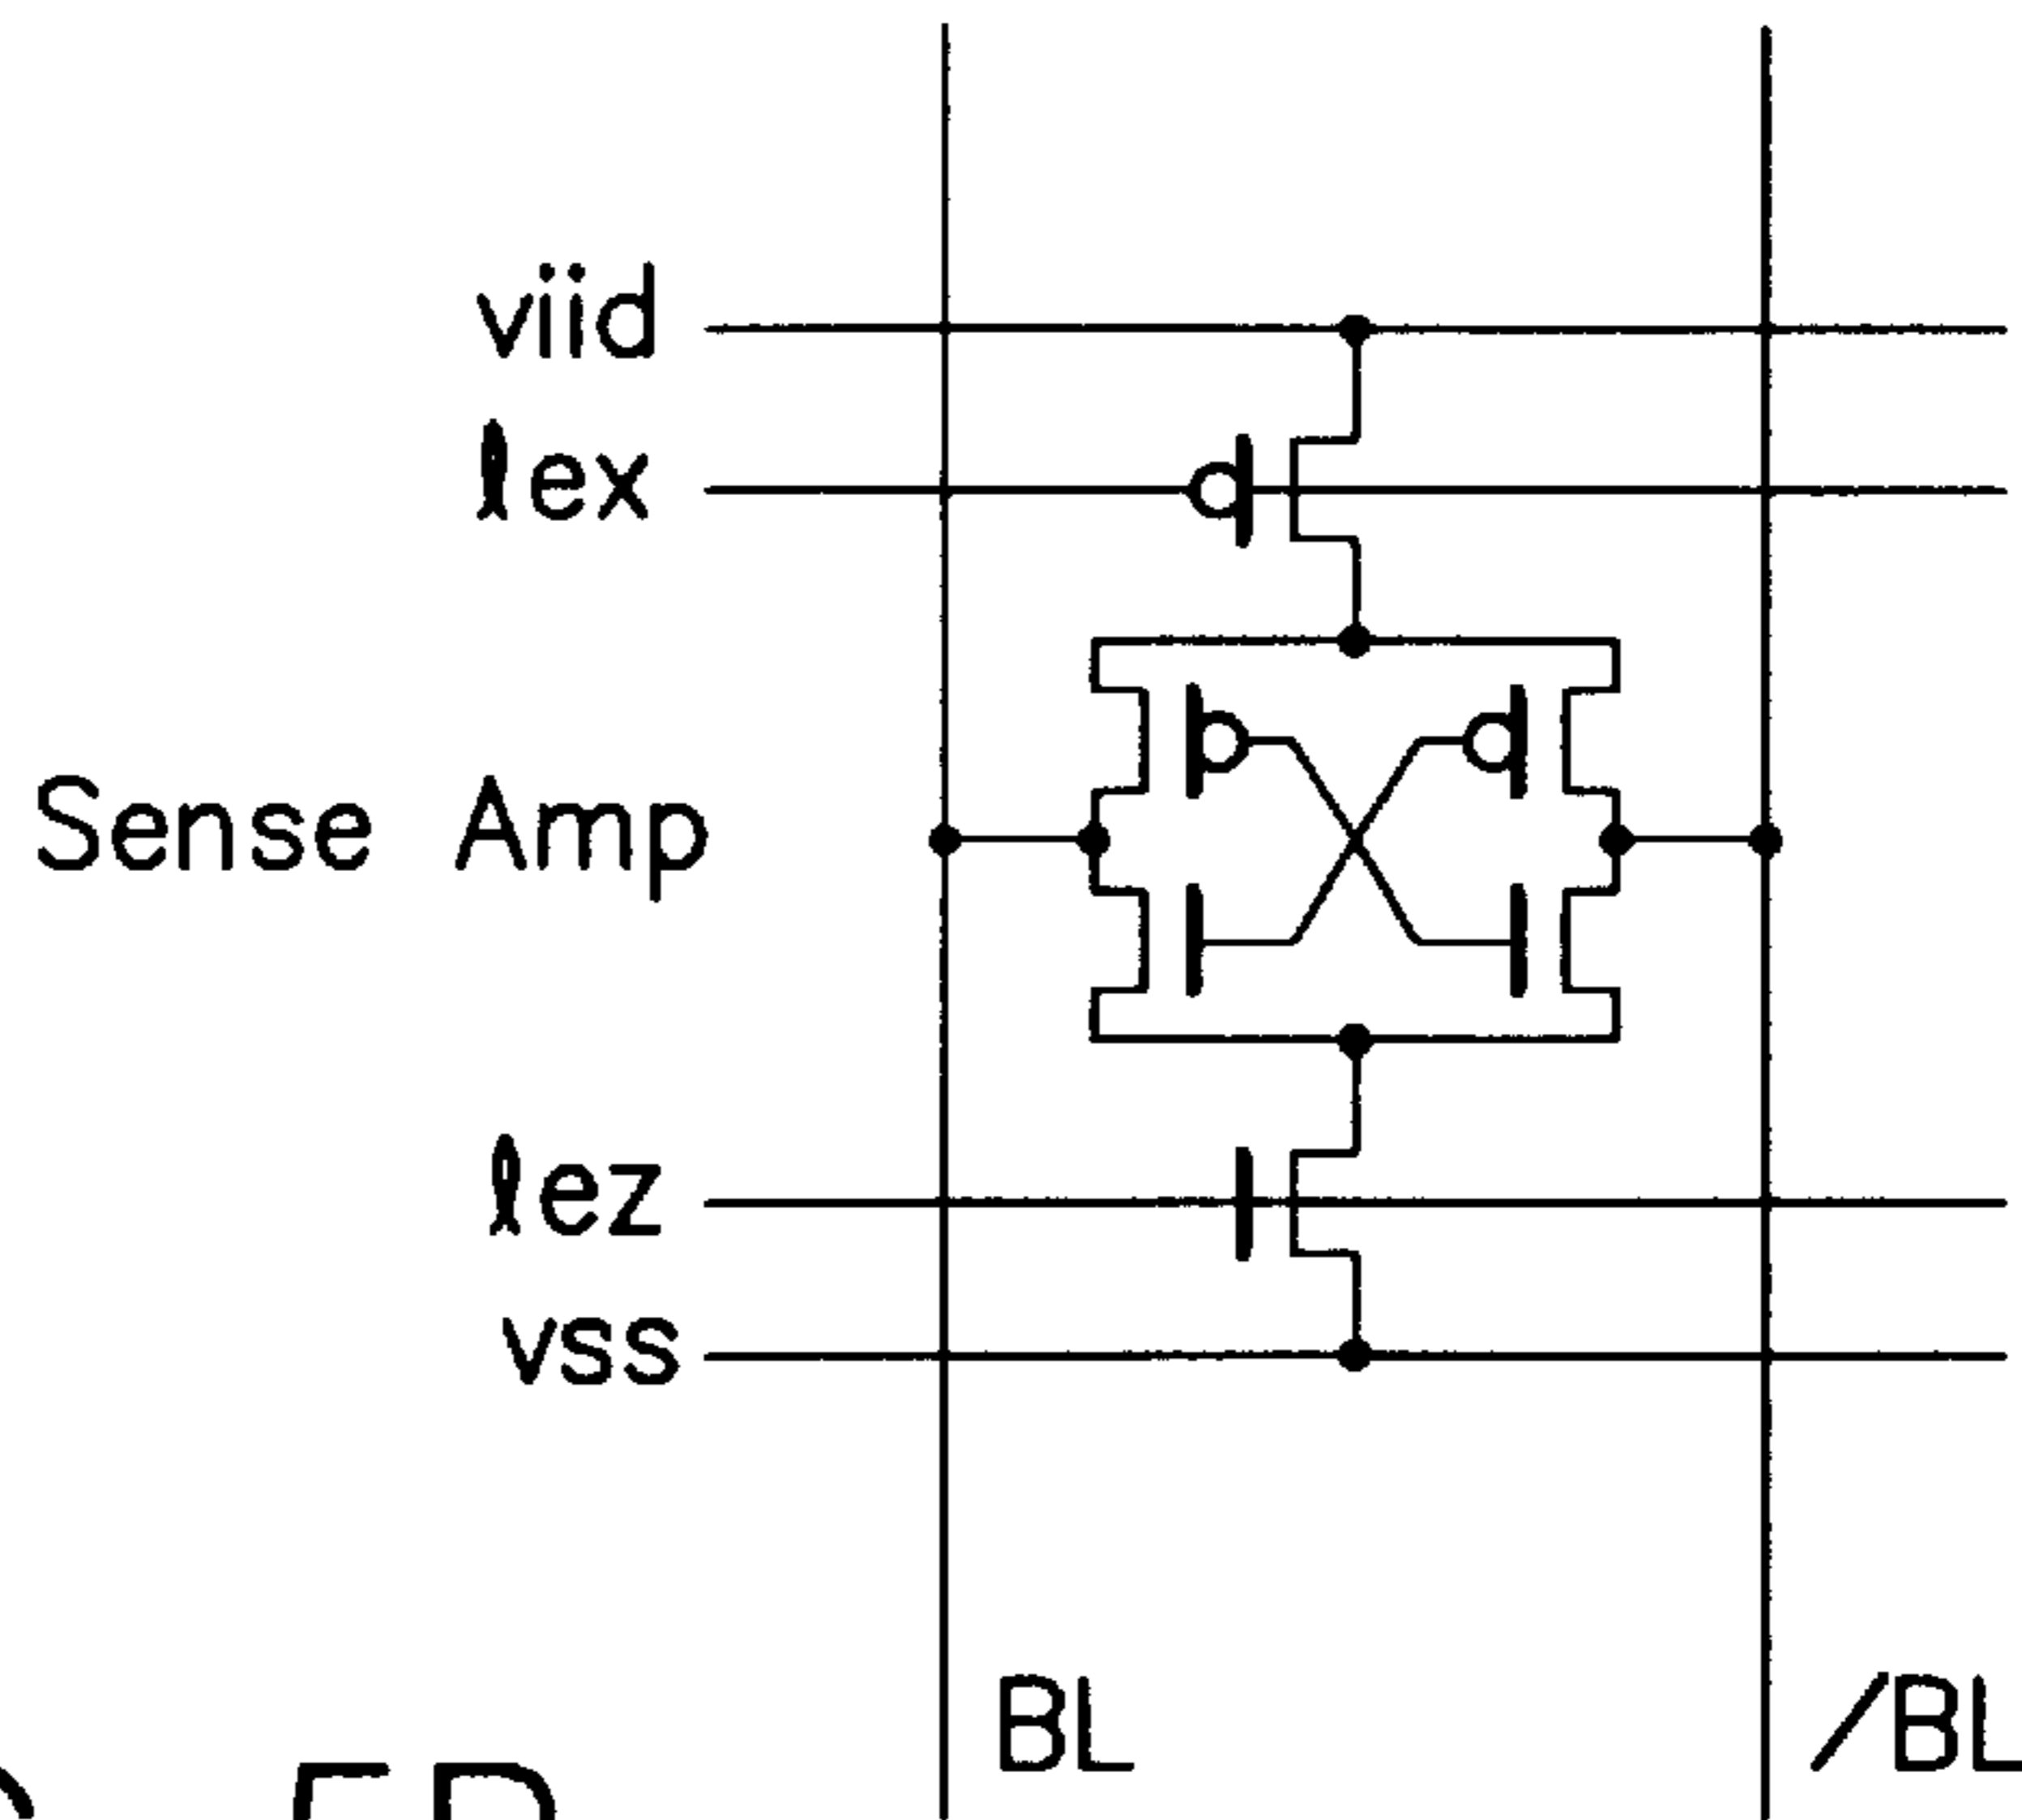 viid
ℓex
Sense Amp
ℓez
vss
BL
/BL